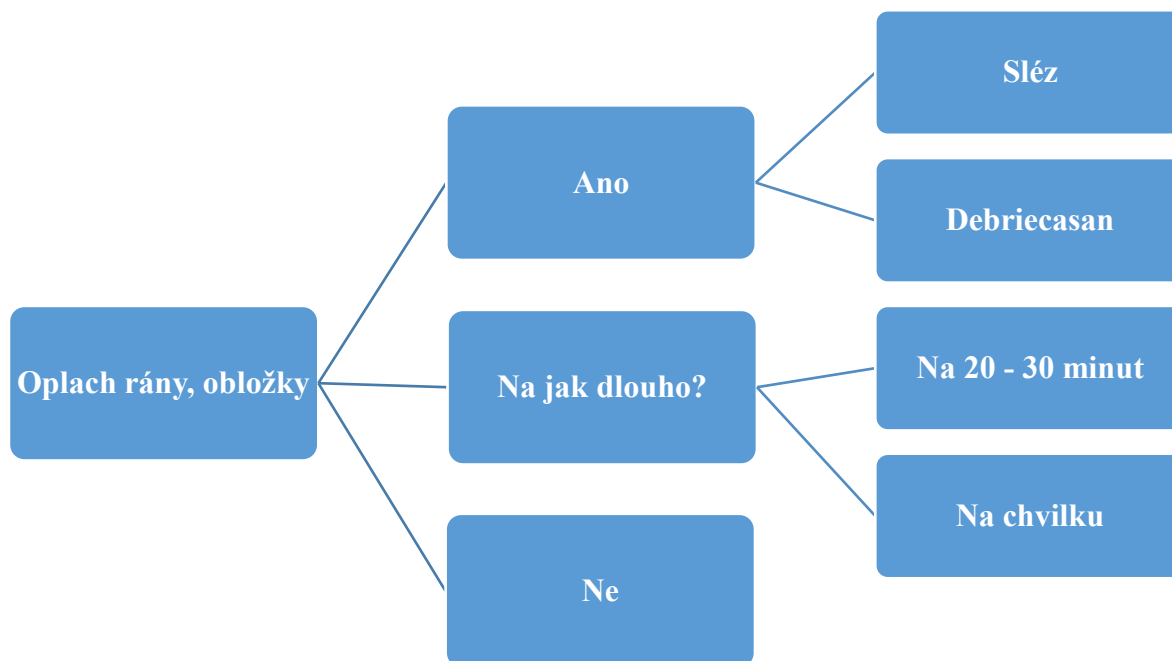 Oplach rány, obložky
Ano
Sléz
Debriecasan
Na jak dlouho?
Na 20 - 30 minut
Na chvilku
Ne